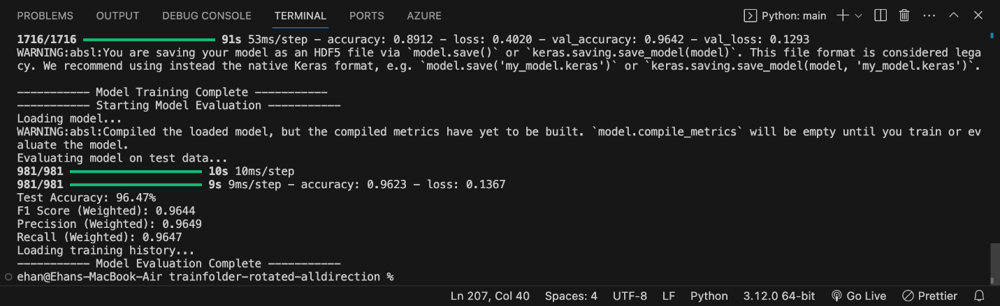 PROBLEMS OUTPUT DEBUG CONSOLE TERMINAL PORTS AZURE Python: main
1716/1716 91s 53ms/step - accuracy: 0.8912 - loss: 0.4020 - val_accuracy: 0.9642 - val_loss: 0.1293
WARNING:absl:You are saving your model as an HDF5 file via `model.save()` or `keras.saving.save_model(model)`. This file format is considered lega
cy. We recommend using instead the native Keras format, e.g. `model.save('my_model.keras')` or `keras.saving.save_model(model, 'my_model.keras')`.
----------- Model Training Complete -----------
----------- Starting Model Evaluation -----------
Loading model...
WARNING:absl:Compiled the loaded model, but the compiled metrics have yet to be built. `model.compile_metrics` will be empty until you train or ev
aluate the model.
Evaluating model on test data...
981/981 10s 10ms/step
981/981 9s 9ms/step - accuracy: 0.9623 - loss: 0.1367
Test Accuracy: 96.47%
F1 Score (Weighted): 0.9644
Precision (Weighted): 0.9649
Recall (Weighted): 0.9647
Loading training history...
----------- Model Evaluation Complete -----------
ehan@Ehans-MacBook-Air trainfolder-rotated-alldirection %
Ln 207, Col 40 Spaces: 4 UTF-8 LF Python 3.12.0 64-bit Go Live Prettier